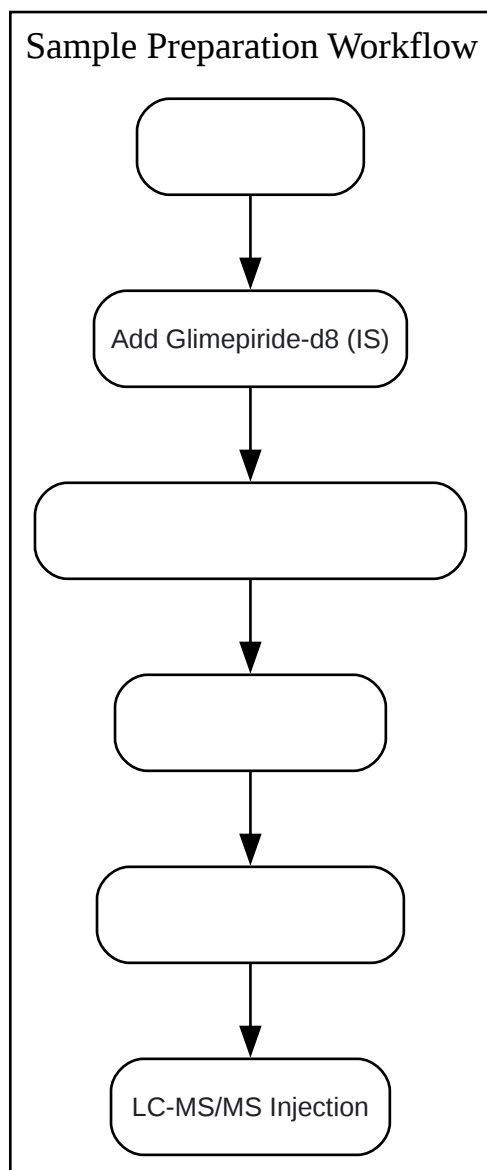 Sample Preparation Workflow
Add Glimepiride-d8 (IS)
LC-MS/MS Injection